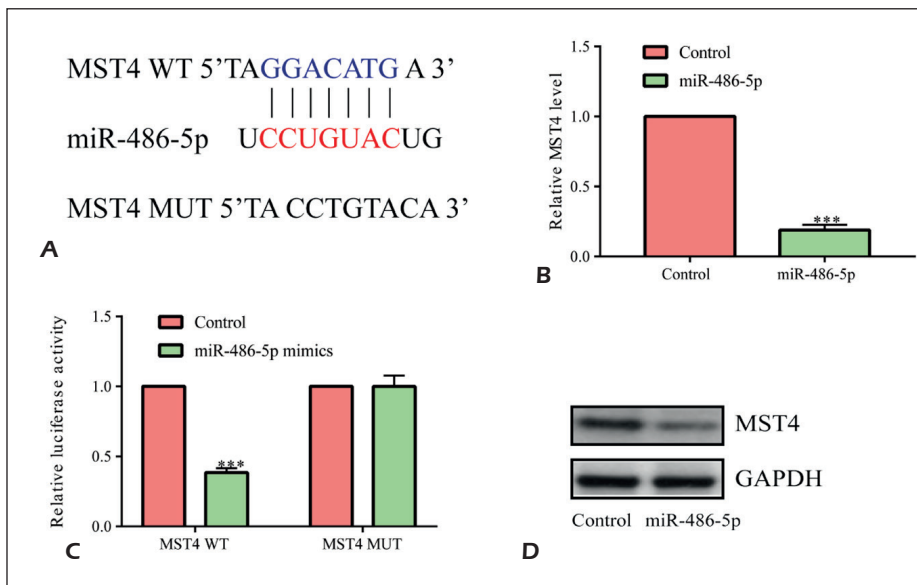 MST4 WT 5’TAGGACATG A 3’
miR-486-5p UCCUGUACUG
MST4 MUT 5’TA CCTGTACA 3’
A
Relative MST4 level
1.5
1.0
0.5
0.0
Control
miR-486-5p
***
Control miR-486-5p
B
Relative luciferase activity
1.5
1.0
0.5
0.0
Control
miR-486-5p mimics
***
MST4 WT MST4 MUT
C
MST4
GAPDH
Control miR-486-5p
D